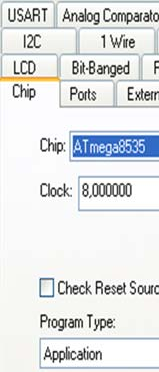 USART Analog Comparato
I2C 1 Wire
LCD Bit-Banged
Chip Ports Extern
Chip: ATmega8535
Clock: 8,000000
Check Reset Sourc
Program Type:
Application